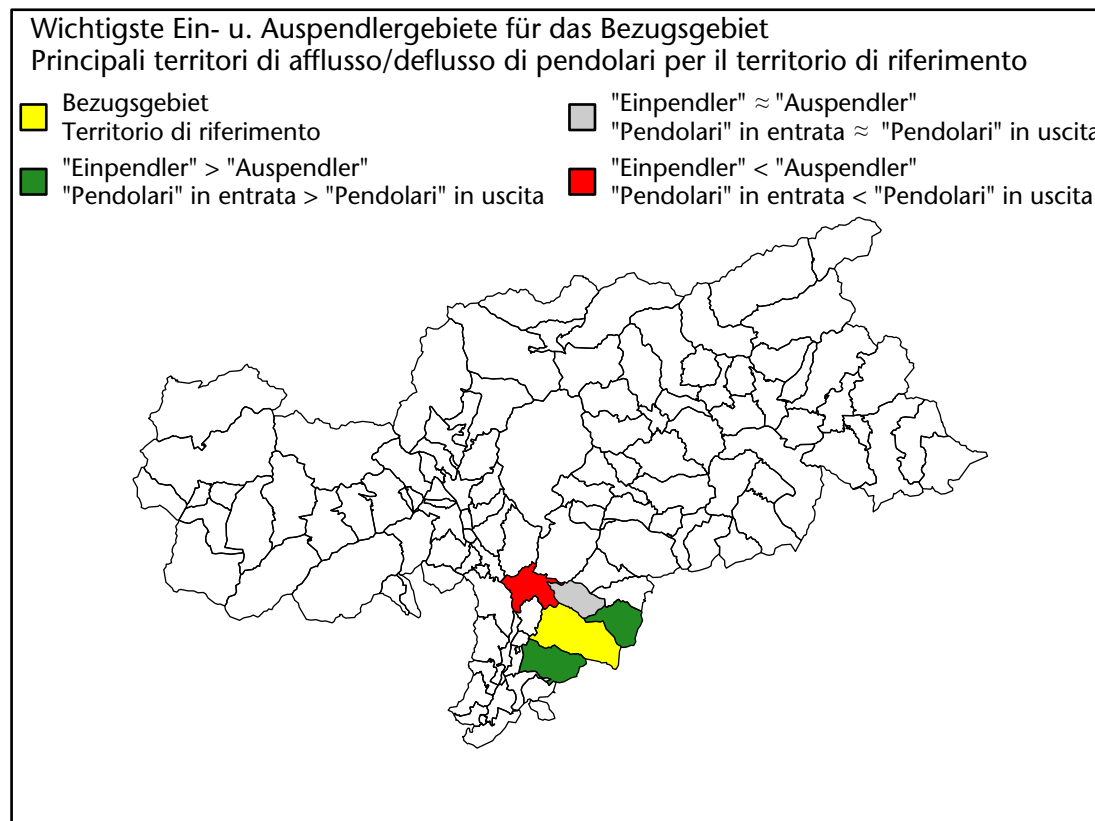 Wichtigste Ein- u. Auspendlergebiete für das Bezugsgebiet
Principali territori di afflusso/deflusso di pendolari per il territorio di riferimento
Bezugsgebiet
Territorio di riferimento
"Einpendler" > "Auspendler"
"Pendolari" in entrata > "Pendolari" in uscita
"Einpendler" ≈ "Auspendler"
"Pendolari" in entrata ≈ "Pendolari" in uscita
"Einpendler" < "Auspendler"
"Pendolari" in entrata < "Pendolari" in uscita